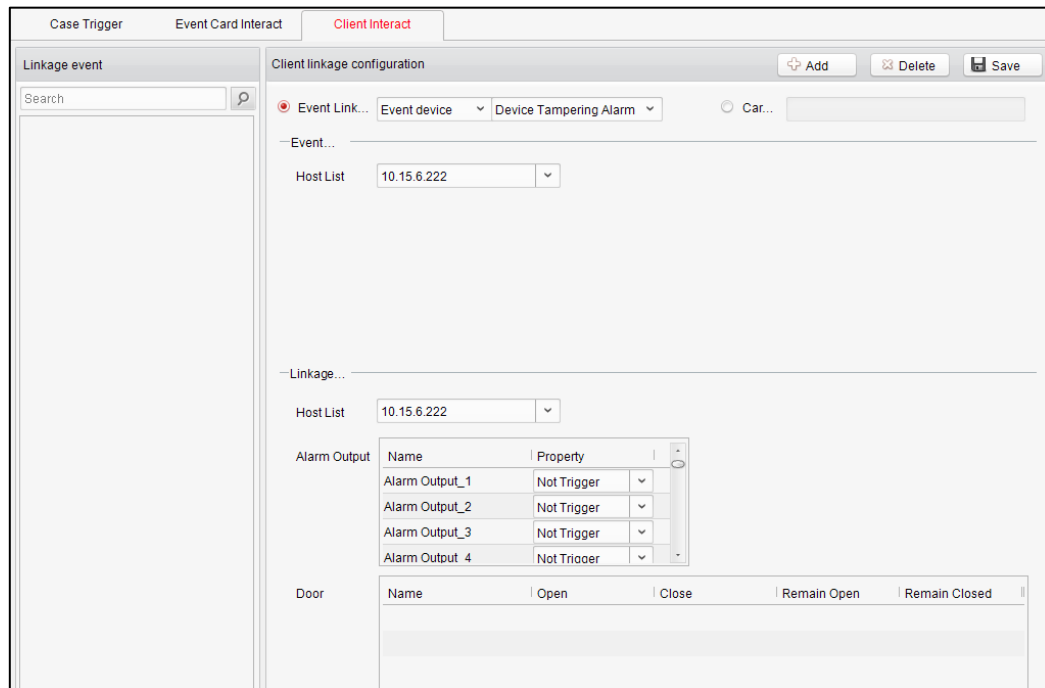 Case Trigger Event Card Interact Client Interact
Linkage event
Search
Client linkage configuration Add Delete Save
Event Link... Event device Device Tampering Alarm Car...
Event...
Host List 10.15.6.222
Linkage...
Host List 10.15.6.222
Alarm Output Name Property
Alarm Output_1 Not Trigger
Alarm Output_2 Not Trigger
Alarm Output_3 Not Trigger
Alarm Output_4 Not Trigger
Door Name Open Close Remain Open Remain Closed